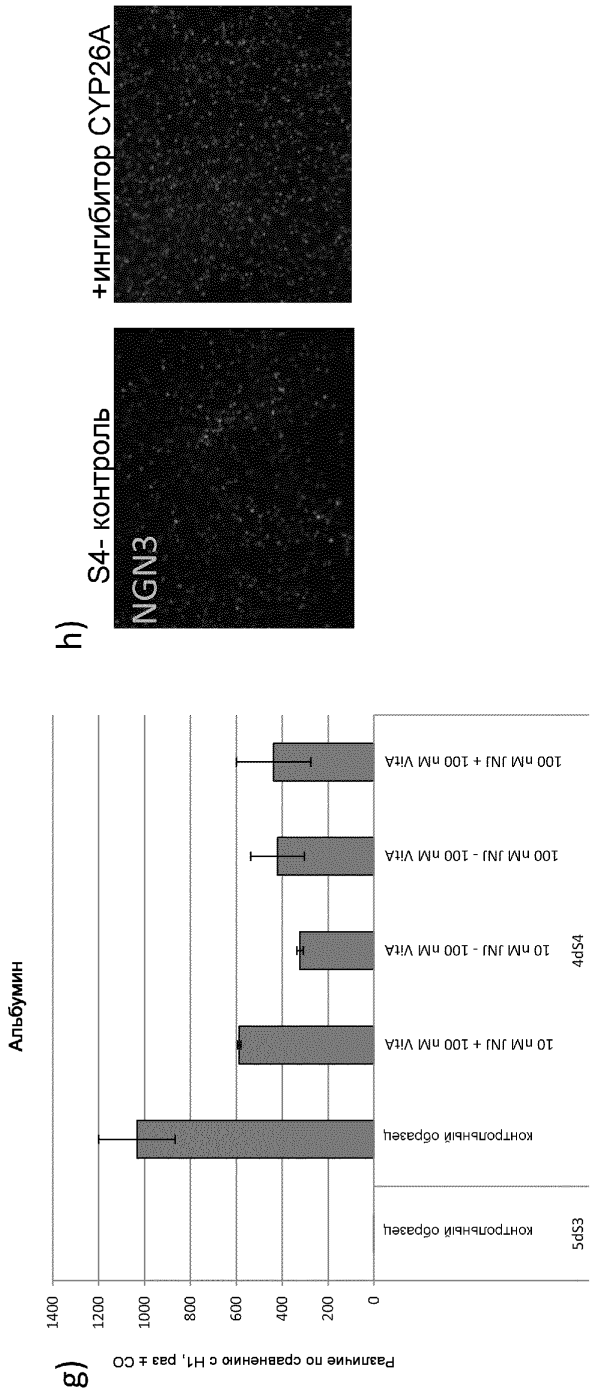 g)
Альбумин
Различие по сравнению с H1, раз ± СО
1400
1200
1000
800
600
400
200
0
контрольный образец
контрольный образец
10 nM JNJ + 100 nM VitA
10 nM JNJ - 100 nM VitA
100 nM JNJ - 100 nM VitA
100 nM JNJ + 100 nM VitA
5dS3
4dS4
h)
S4- контроль
+ингибитор CYP26A
NGN3